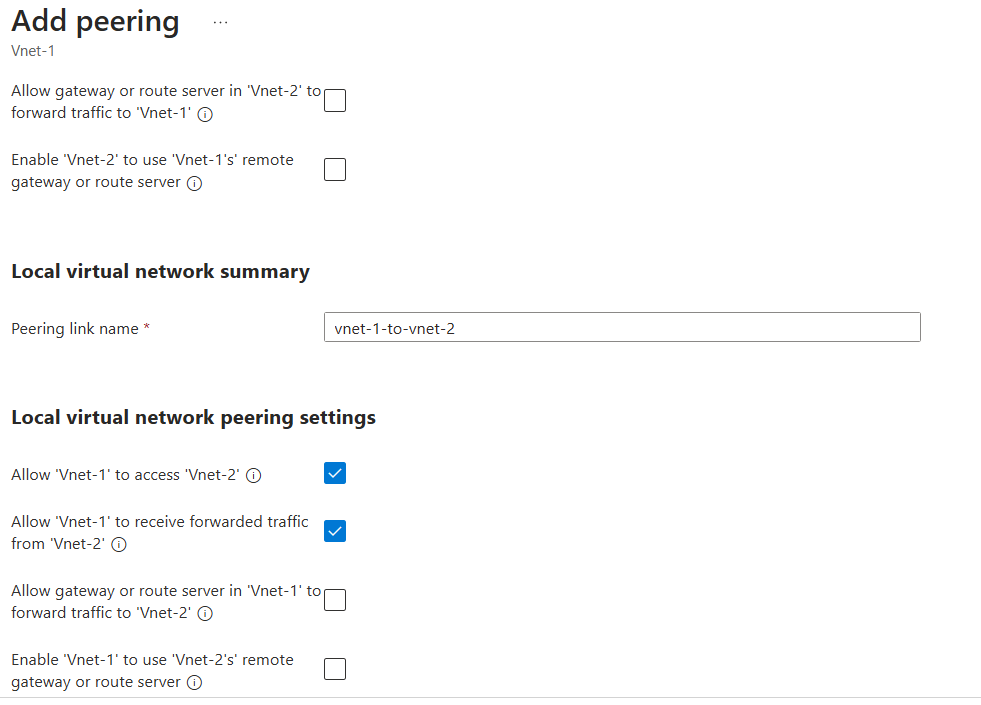 Add peering ...
Vnet-1
Allow gateway or route server in 'Vnet-2' to
forward traffic to 'Vnet-1'
Enable 'Vnet-2' to use 'Vnet-1's' remote
gateway or route server
Local virtual network summary
Peering link name *
vnet-1-to-vnet-2
Local virtual network peering settings
Allow 'Vnet-1' to access 'Vnet-2'
Allow 'Vnet-1' to receive forwarded traffic
from 'Vnet-2'
Allow gateway or route server in 'Vnet-1' to
forward traffic to 'Vnet-2'
Enable 'Vnet-1' to use 'Vnet-2's' remote
gateway or route server